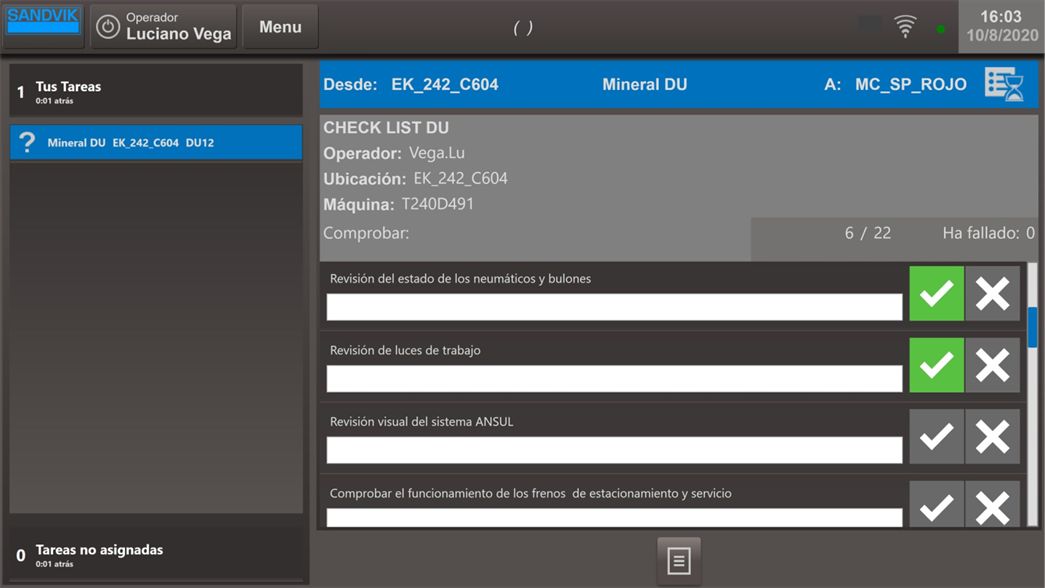 SANDVIK
Operador
Luciano Vega
Menu
( )
16:03
10/8/2020
1 Tus Tareas
0:01 atrás
? Mineral DU EK_242_C604 DU12
0 Tareas no asignadas
0:01 atrás
Desde: EK_242_C604 Mineral DU A: MC_SP_ROJO
CHECK LIST DU
Operador: Vega.Lu
Ubicación: EK_242_C604
Máquina: T240D491
Comprobar: 6 / 22 Ha fallado: 0
Revisión del estado de los neumáticos y bulones
Revisión de luces de trabajo
Revisión visual del sistema ANSUL
Comprobar el funcionamiento de los frenos de estacionamiento y servicio